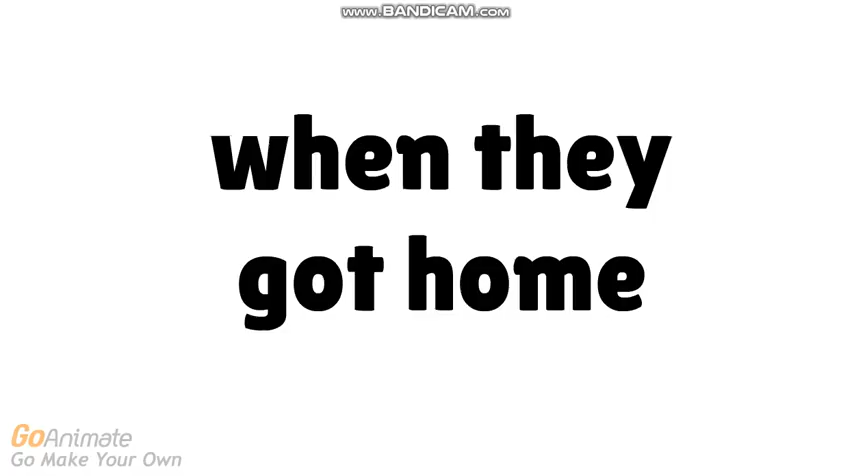 www.BANDICAM.com
when they
got home
GoAnimate
Go Make Your Own